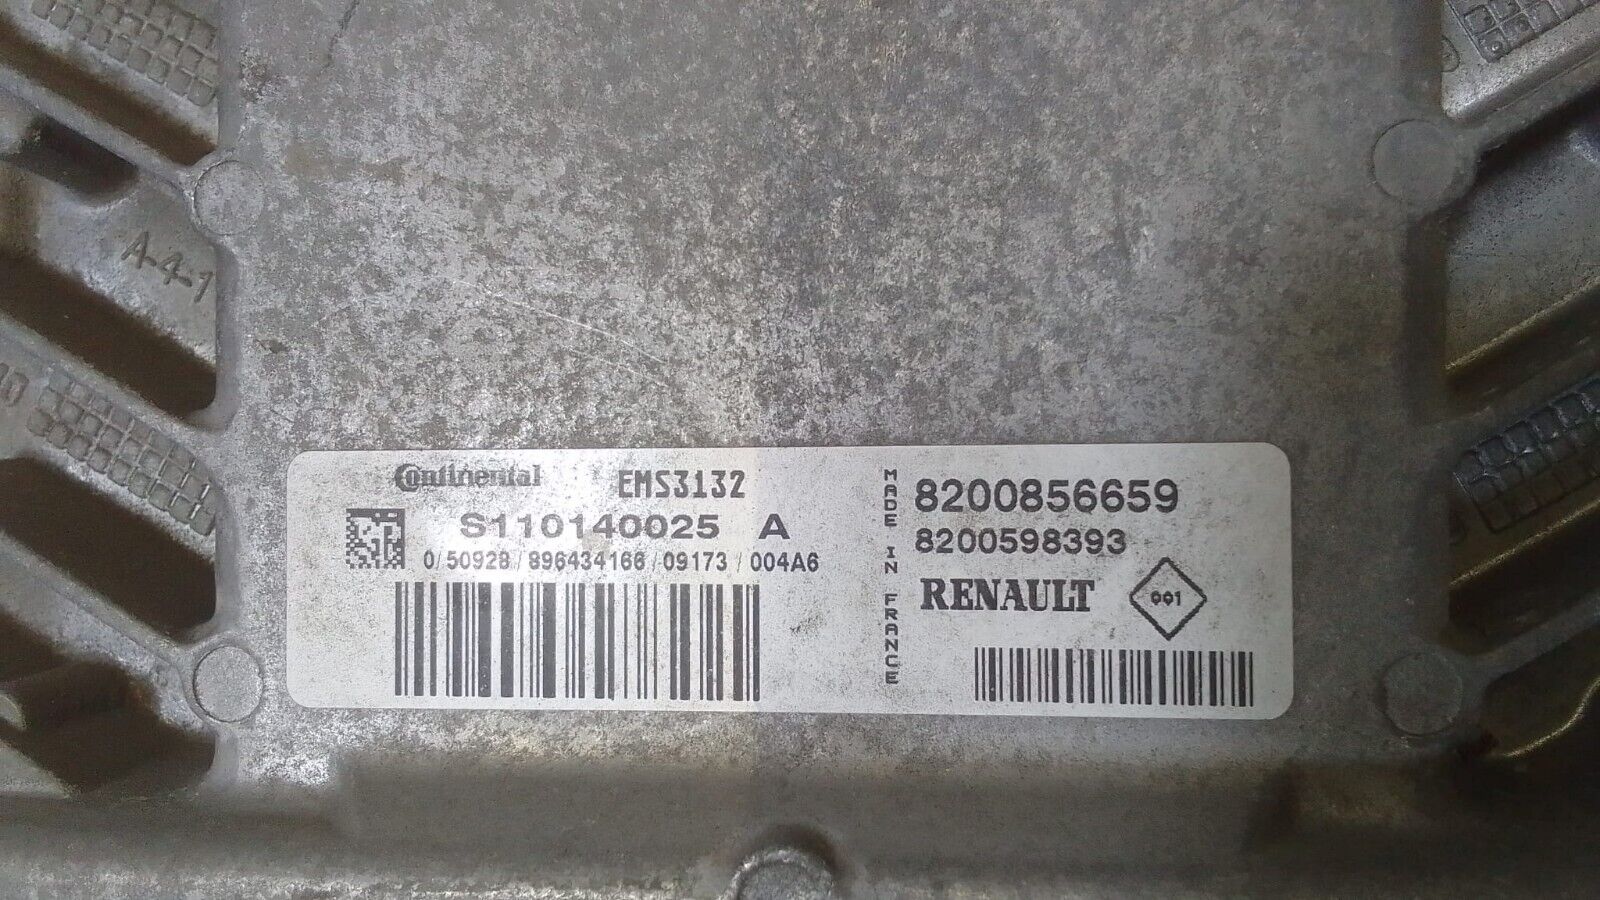 A-4-1
Continental EMS3132
S110140025 A
0/50928/896434166/09173/004A6
MADE IN FRANCE
8200856659
8200598393
RENAULT 001